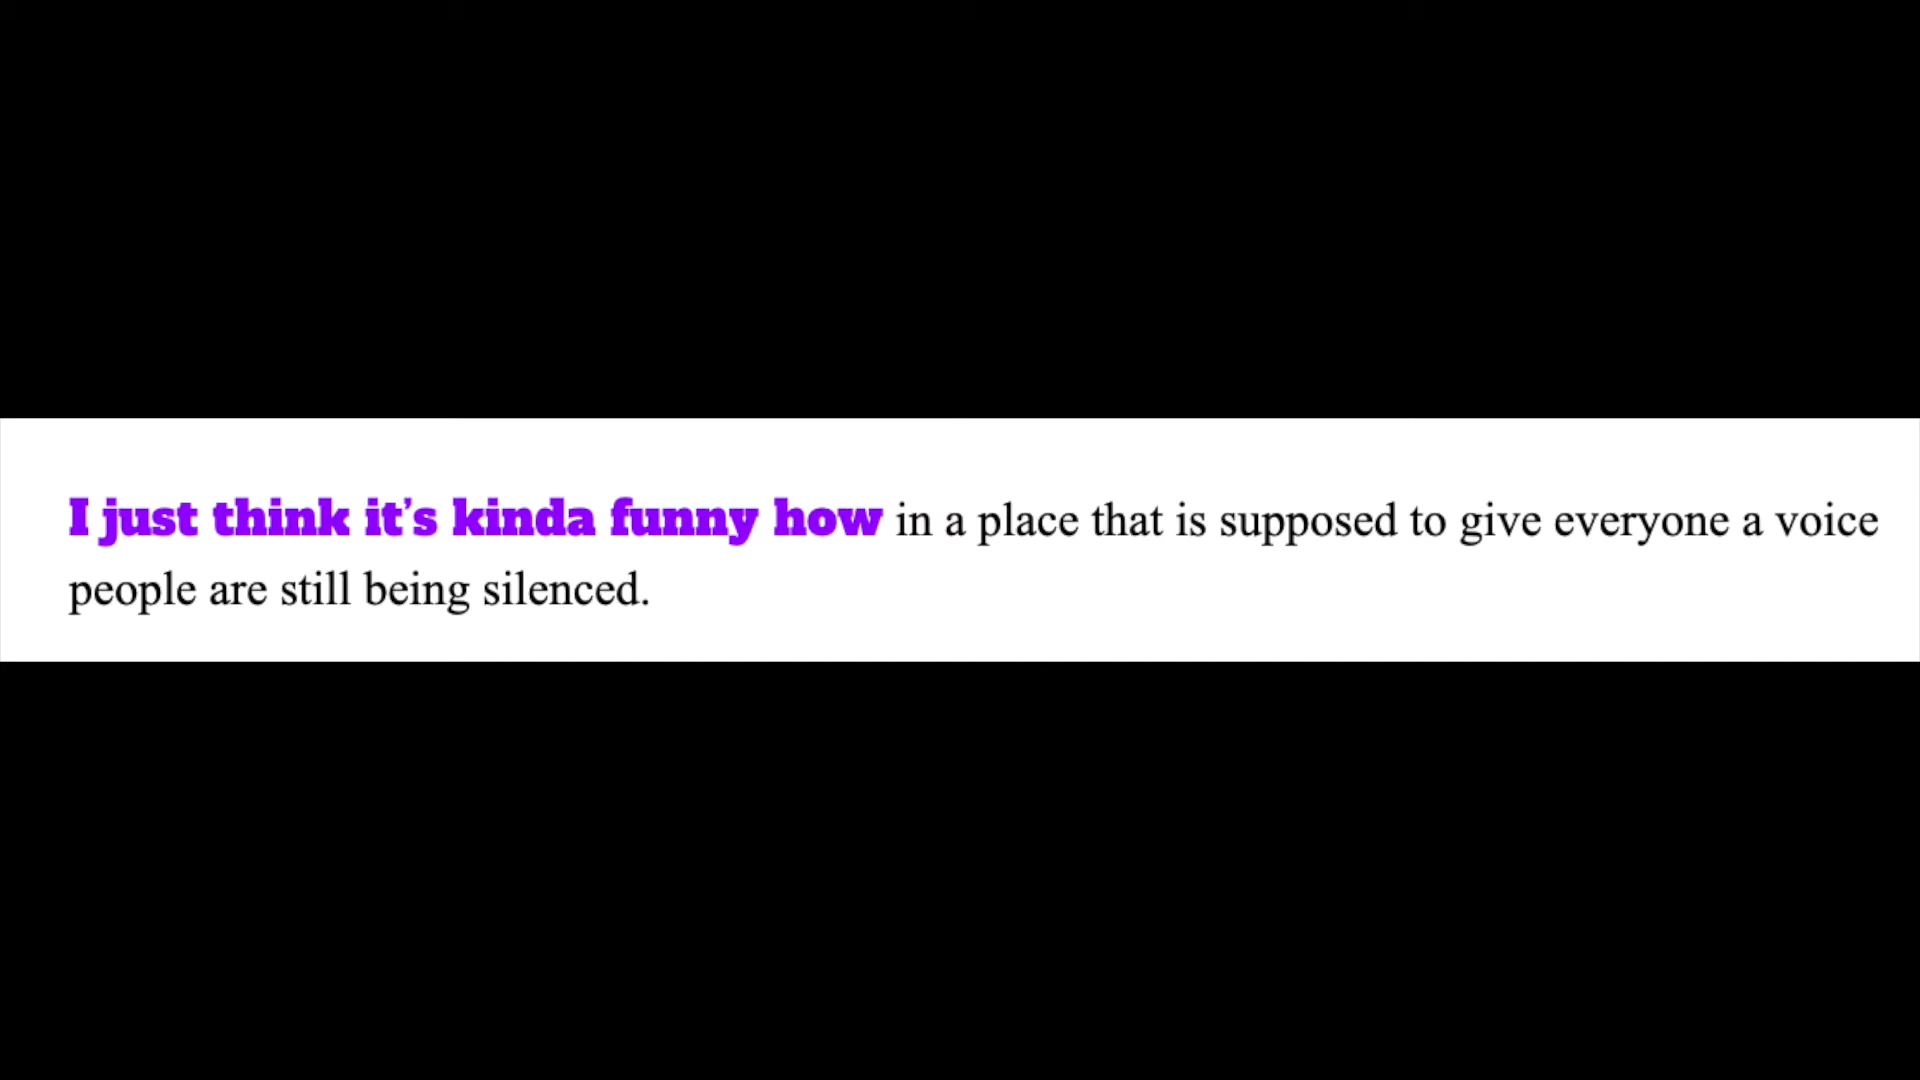 I just think it's kinda funny how in a place that is supposed to give everyone a voice
people are still being silenced.